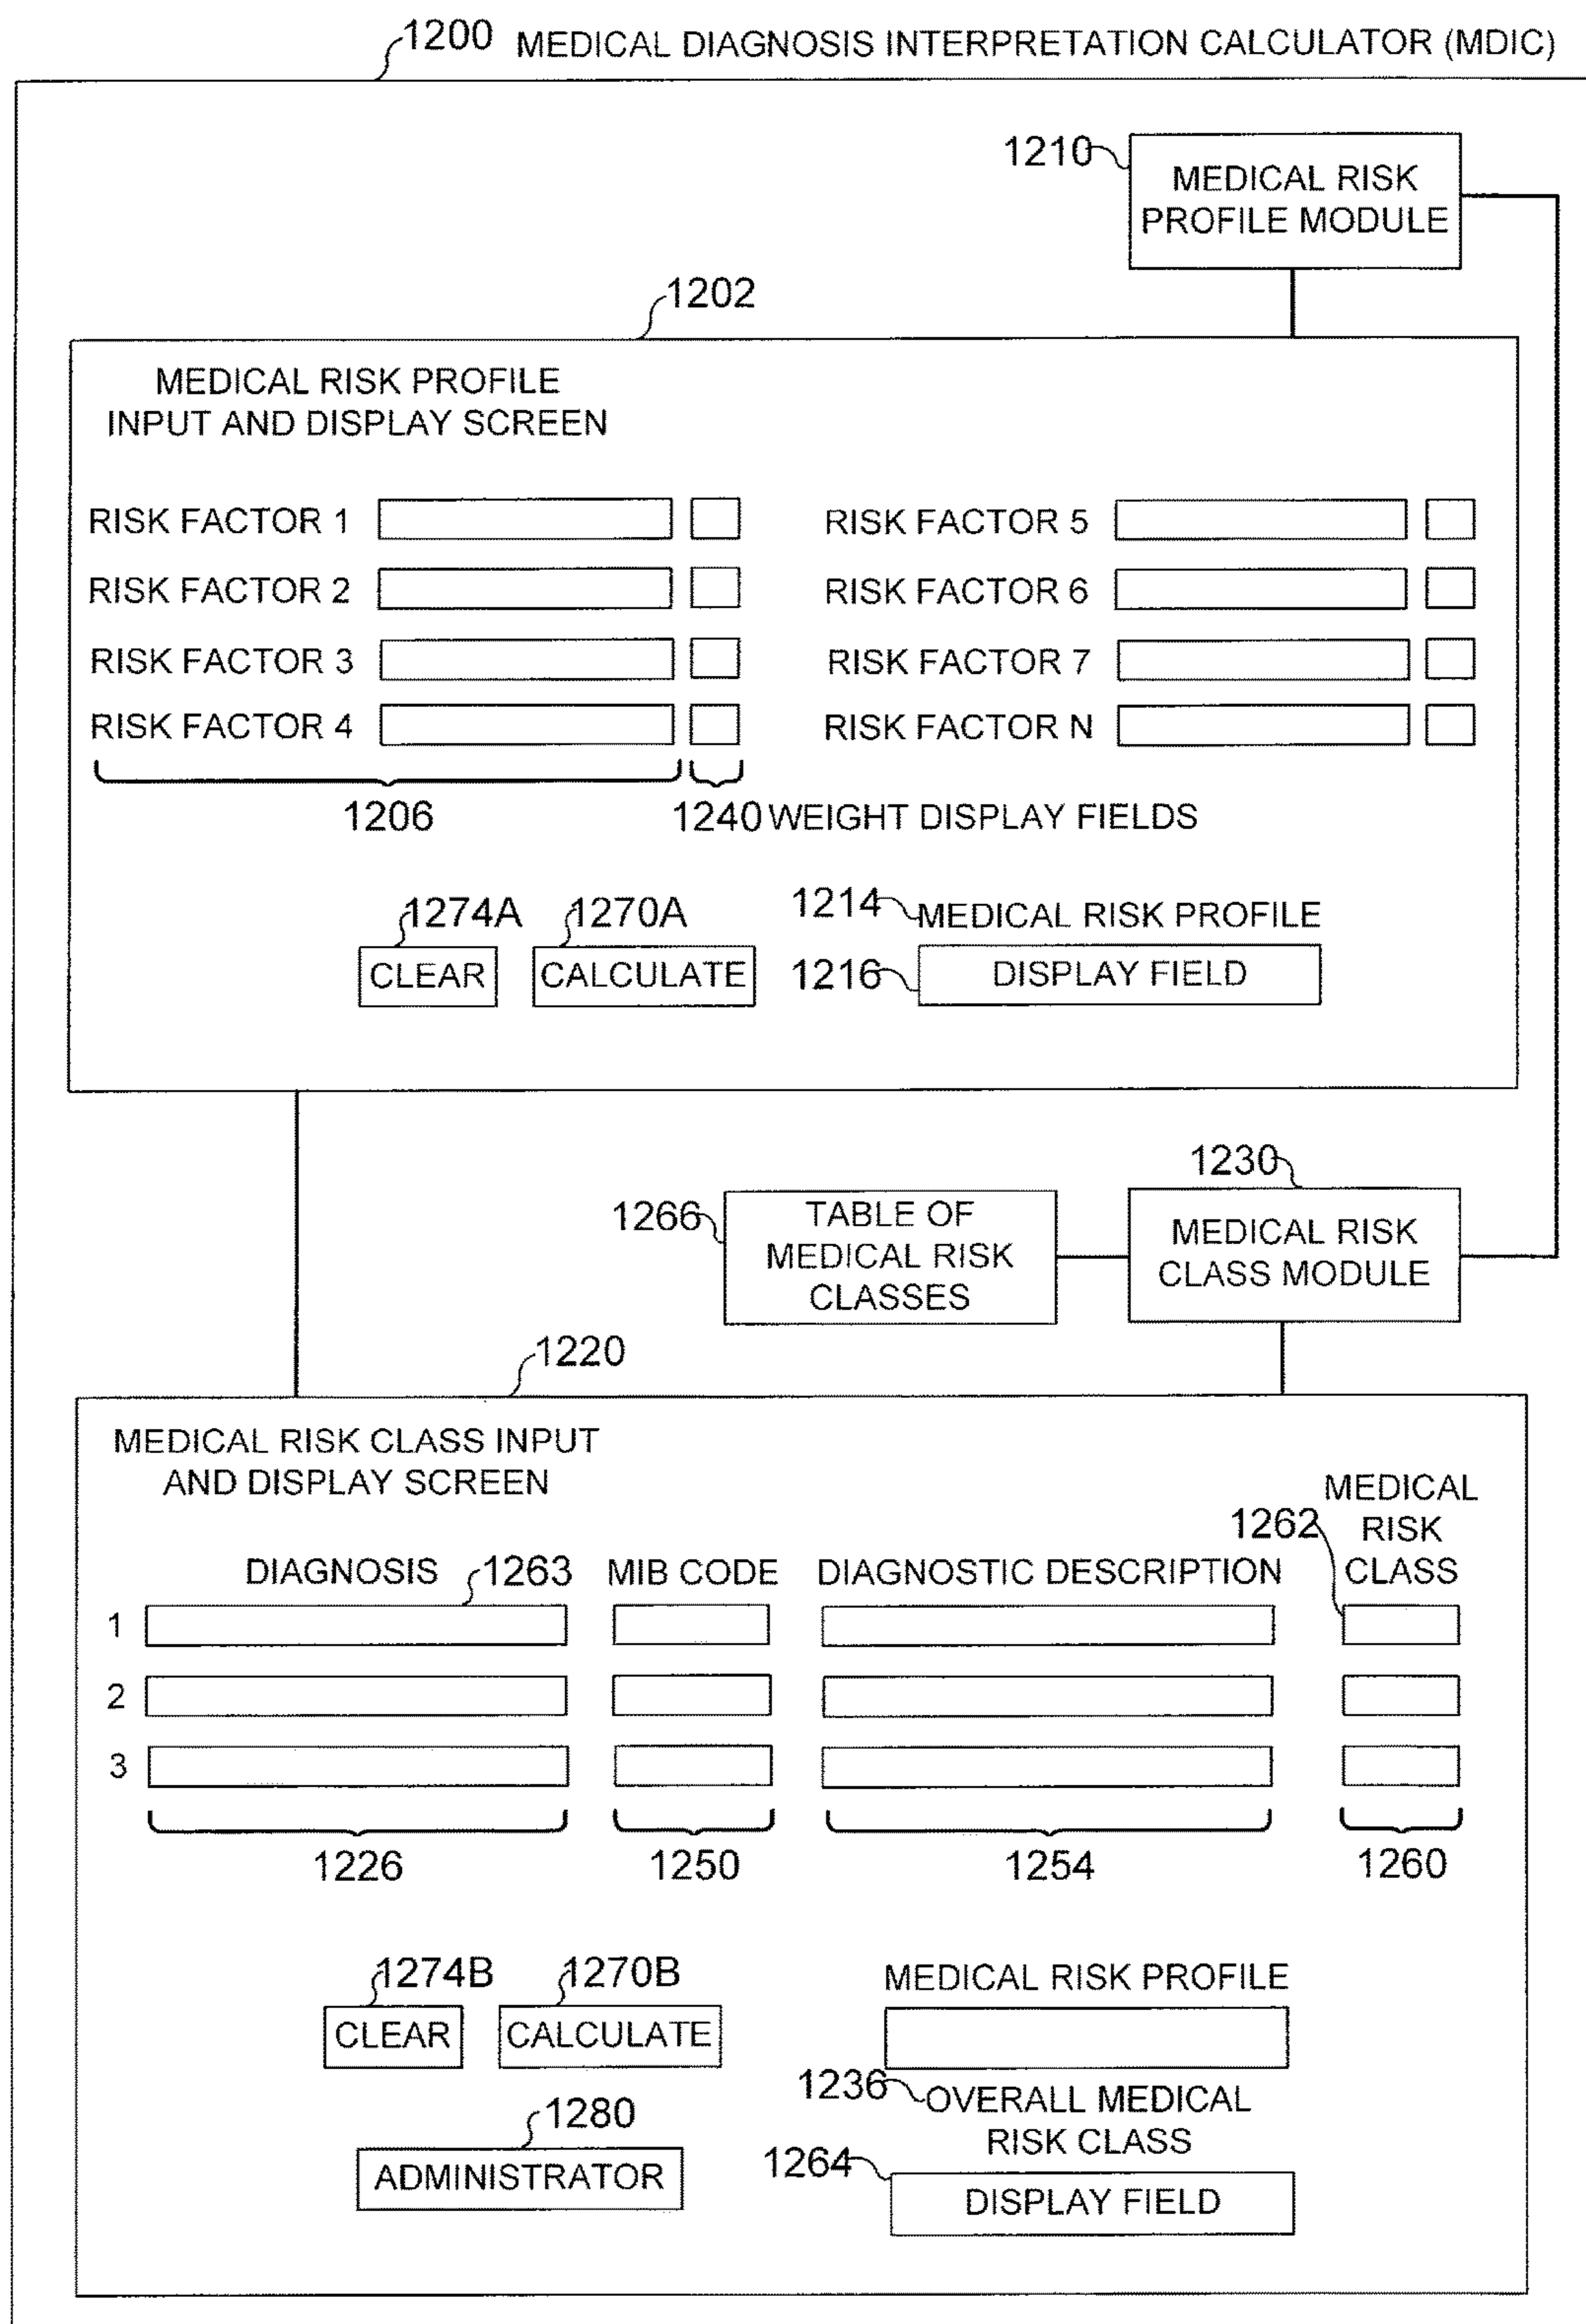 1200 MEDICAL DIAGNOSIS INTERPRETATION CALCULATOR (MDIC)
1210
MEDICAL RISK
PROFILE MODULE
1202
MEDICAL RISK PROFILE
INPUT AND DISPLAY SCREEN
RISK FACTOR 1
RISK FACTOR 5
RISK FACTOR 2
RISK FACTOR 6
RISK FACTOR 3
RISK FACTOR 7
RISK FACTOR 4
RISK FACTOR N
1206
1240 WEIGHT DISPLAY FIELDS
1274A
1270A
1214
MEDICAL RISK PROFILE
CLEAR
CALCULATE
1216
DISPLAY FIELD
1230
1266
TABLE OF
MEDICAL RISK
CLASSES
MEDICAL RISK
CLASS MODULE
1220
MEDICAL RISK CLASS INPUT
AND DISPLAY SCREEN
MEDICAL
RISK
CLASS
1262
DIAGNOSIS
1263
MIB CODE
DIAGNOSTIC DESCRIPTION
1
2
3
1226
1250
1254
1260
1274B
1270B
MEDICAL RISK PROFILE
CLEAR
CALCULATE
1236
OVERALL MEDICAL
RISK CLASS
1280
ADMINISTRATOR
1264
DISPLAY FIELD